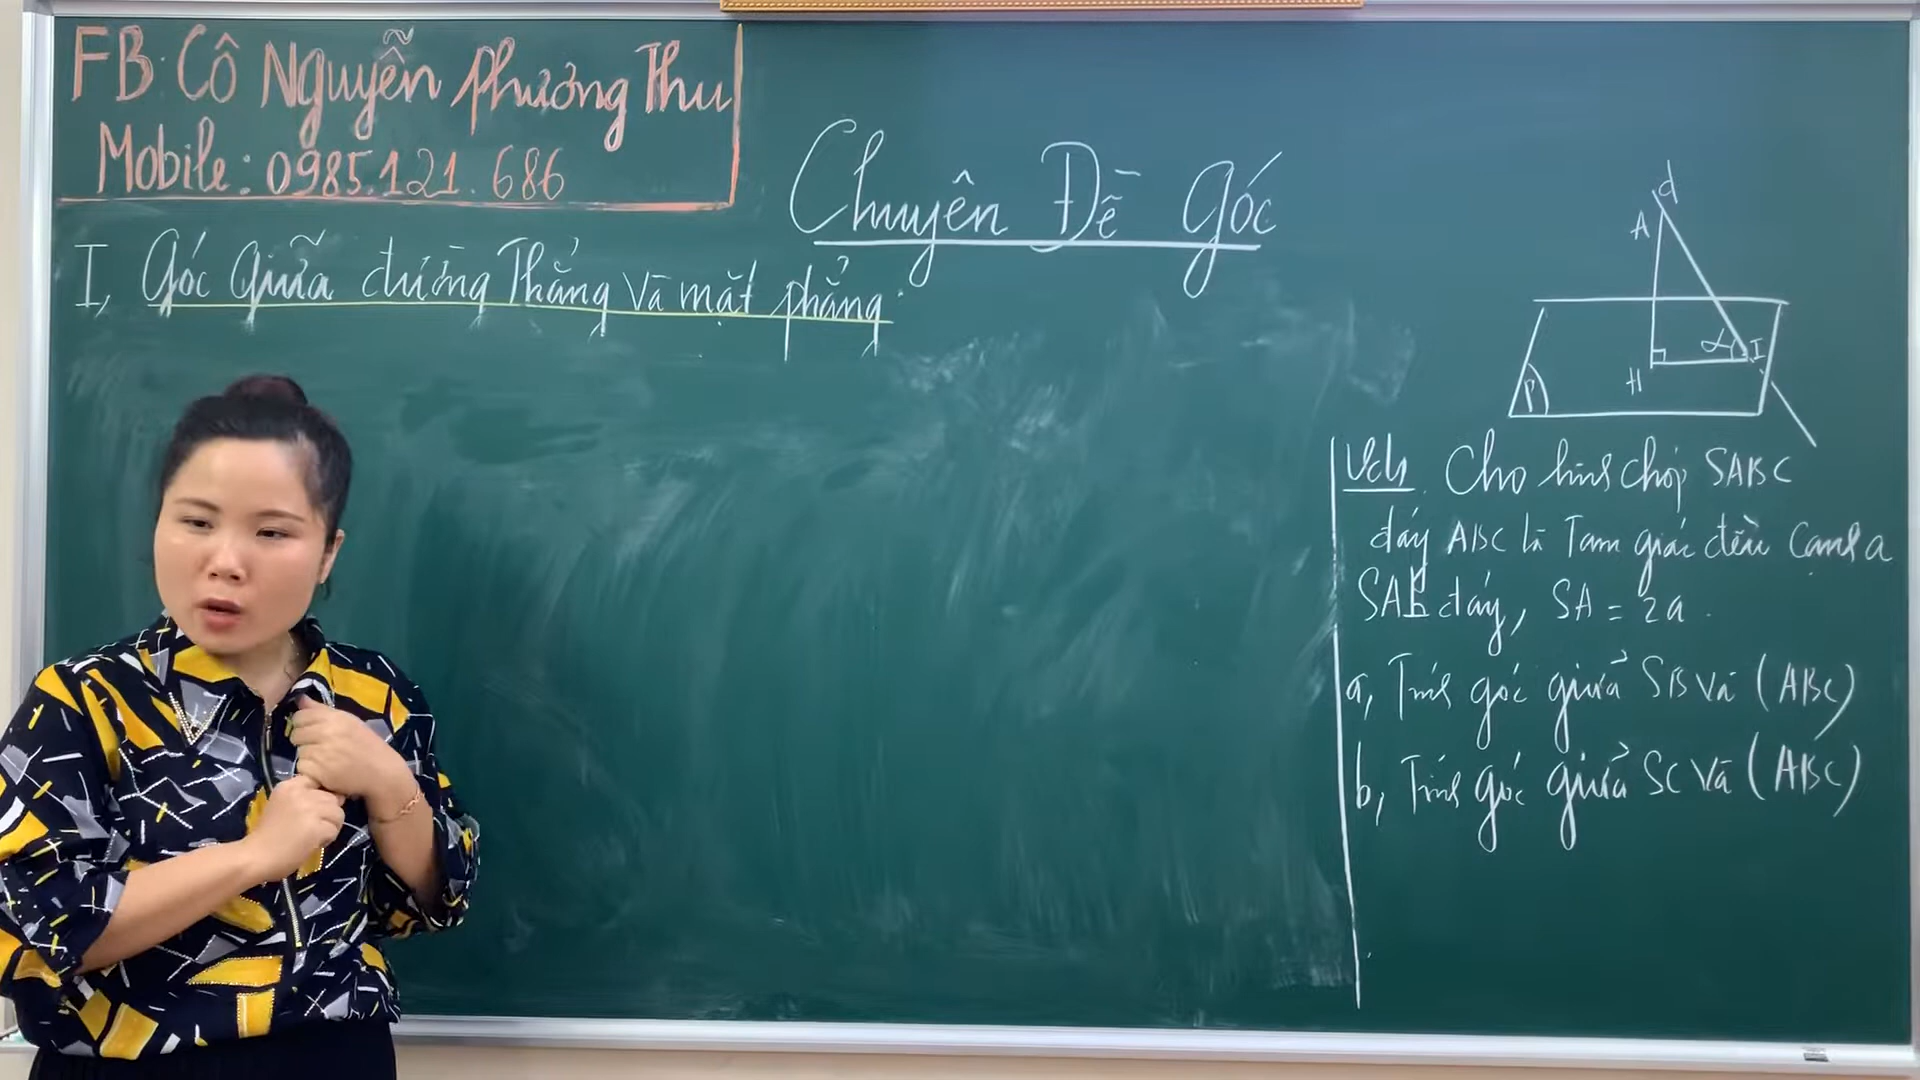 FB: Cô Nguyễn Phương Thu
Mobile: 0985.121.686
Chuyên Đề Góc
I, Góc Giữa đường Thẳng và mặt phẳng
d
A
α
I
H
P
Cho hình chóp SABC
đáy ABC là Tam giác đều cạnh a
SA⊥ đáy, SA = 2a.
a, Tính góc giữa SB và (ABC)
b, Tính góc giữa SC và (ABC)